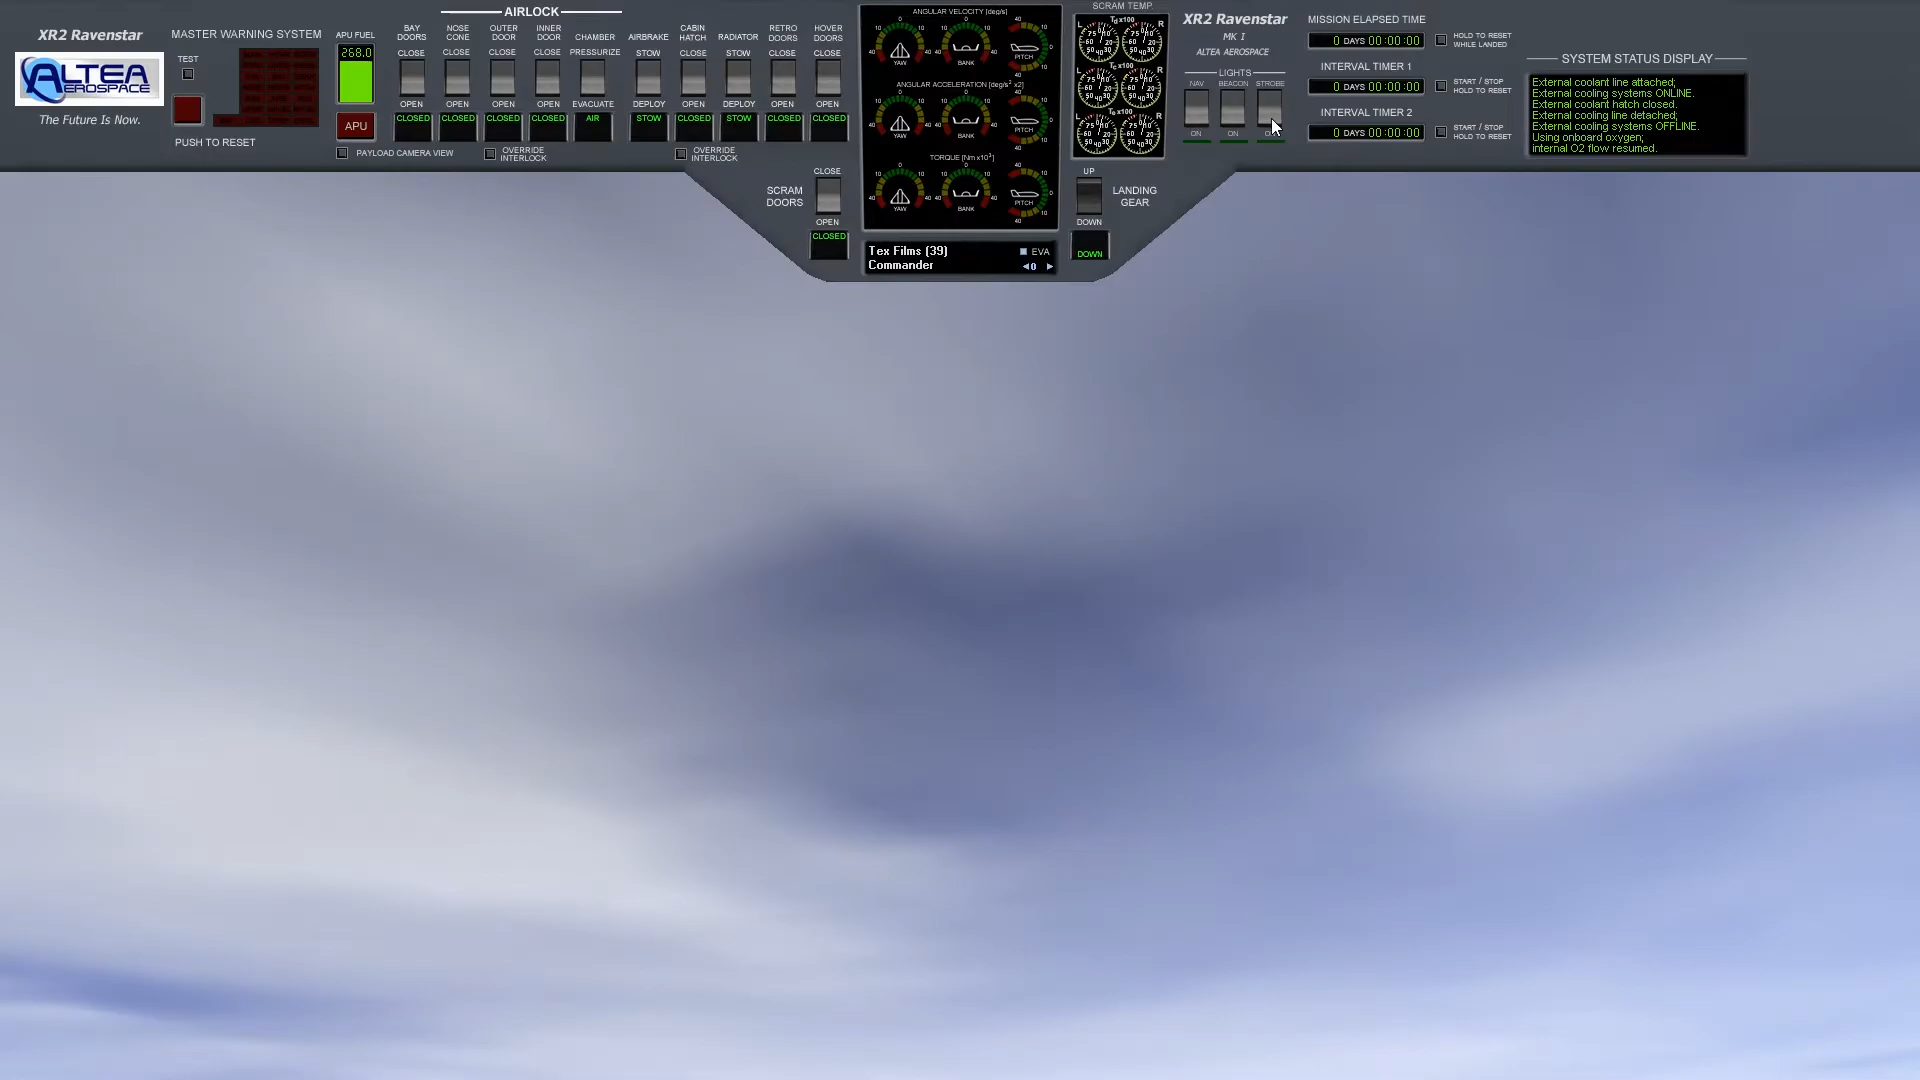 XR2 Ravenstar
ALTEA
AEROSPACE
The Future Is Now.
MASTER WARNING SYSTEM
TEST
PUSH TO RESET
APU FUEL
268.0
APU
AIRLOCK
BAY DOORS
CLOSE
OPEN
CLOSED
NOSE CONE
CLOSE
OPEN
CLOSED
OUTER DOOR
CLOSE
OPEN
CLOSED
INNER DOOR
CLOSE
OPEN
CLOSED
CHAMBER
PRESSURIZE
EVACUATE
AIR
AIRBRAKE
STOW
DEPLOY
STOW
CABIN HATCH
CLOSE
OPEN
CLOSED
RADIATOR
STOW
DEPLOY
STOW
RETRO DOORS
CLOSE
OPEN
CLOSED
HOVER DOORS
CLOSE
OPEN
CLOSED
PAYLOAD CAMERA VIEW
OVERRIDE INTERLOCK
OVERRIDE INTERLOCK
SCRAM DOORS
CLOSE
OPEN
CLOSED
ANGULAR VELOCITY [deg/s]
YAW
BANK
PITCH
ANGULAR ACCELERATION [deg/s² x2]
YAW
BANK
PITCH
TORQUE [Nm x10³]
YAW
BANK
PITCH
Tex Films (39)
EVA
Commander
0
SCRAM TEMP.
UP
DOWN
LANDING GEAR
DOWN
XR2 Ravenstar
MK I
ALTEA AEROSPACE
LIGHTS
NAV BEACON STROBE
ON ON
MISSION ELAPSED TIME
0 DAYS 00:00:00
HOLD TO RESET
WHILE LANDED
INTERVAL TIMER 1
0 DAYS 00:00:00
START / STOP
HOLD TO RESET
INTERVAL TIMER 2
0 DAYS 00:00:00
START / STOP
HOLD TO RESET
SYSTEM STATUS DISPLAY
External coolant line attached;
External cooling systems ONLINE.
External coolant hatch closed.
External cooling line detached;
External cooling systems OFFLINE.
Using onboard oxygen;
internal O2 flow resumed.